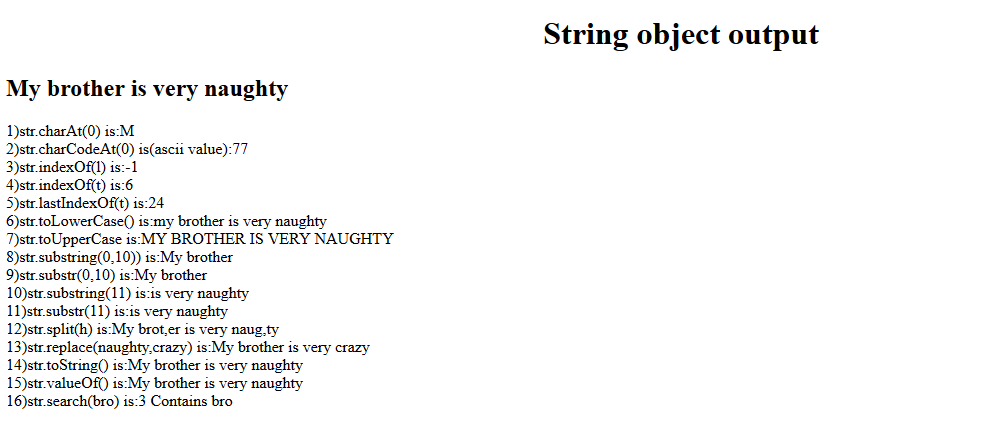 String object output
My brother is very naughty
1)str.charAt(0) is:M
2)str.charCodeAt(0) is(ascii value):77
3)str.indexOf(l) is:-1
4)str.indexOf(t) is:6
5)str.lastIndexOf(t) is:24
6)str.toLowerCase() is:my brother is very naughty
7)str.toUpperCase is:MY BROTHER IS VERY NAUGHTY
8)str.substring(0,10)) is:My brother
9)str.substr(0,10) is:My brother
10)str.substring(11) is:is very naughty
11)str.substr(11) is:is very naughty
12)str.split(h) is:My brot,er is very naug,ty
13)str.replace(naughty,crazy) is:My brother is very crazy
14)str.toString() is:My brother is very naughty
15)str.valueOf() is:My brother is very naughty
16)str.search(bro) is:3 Contains bro